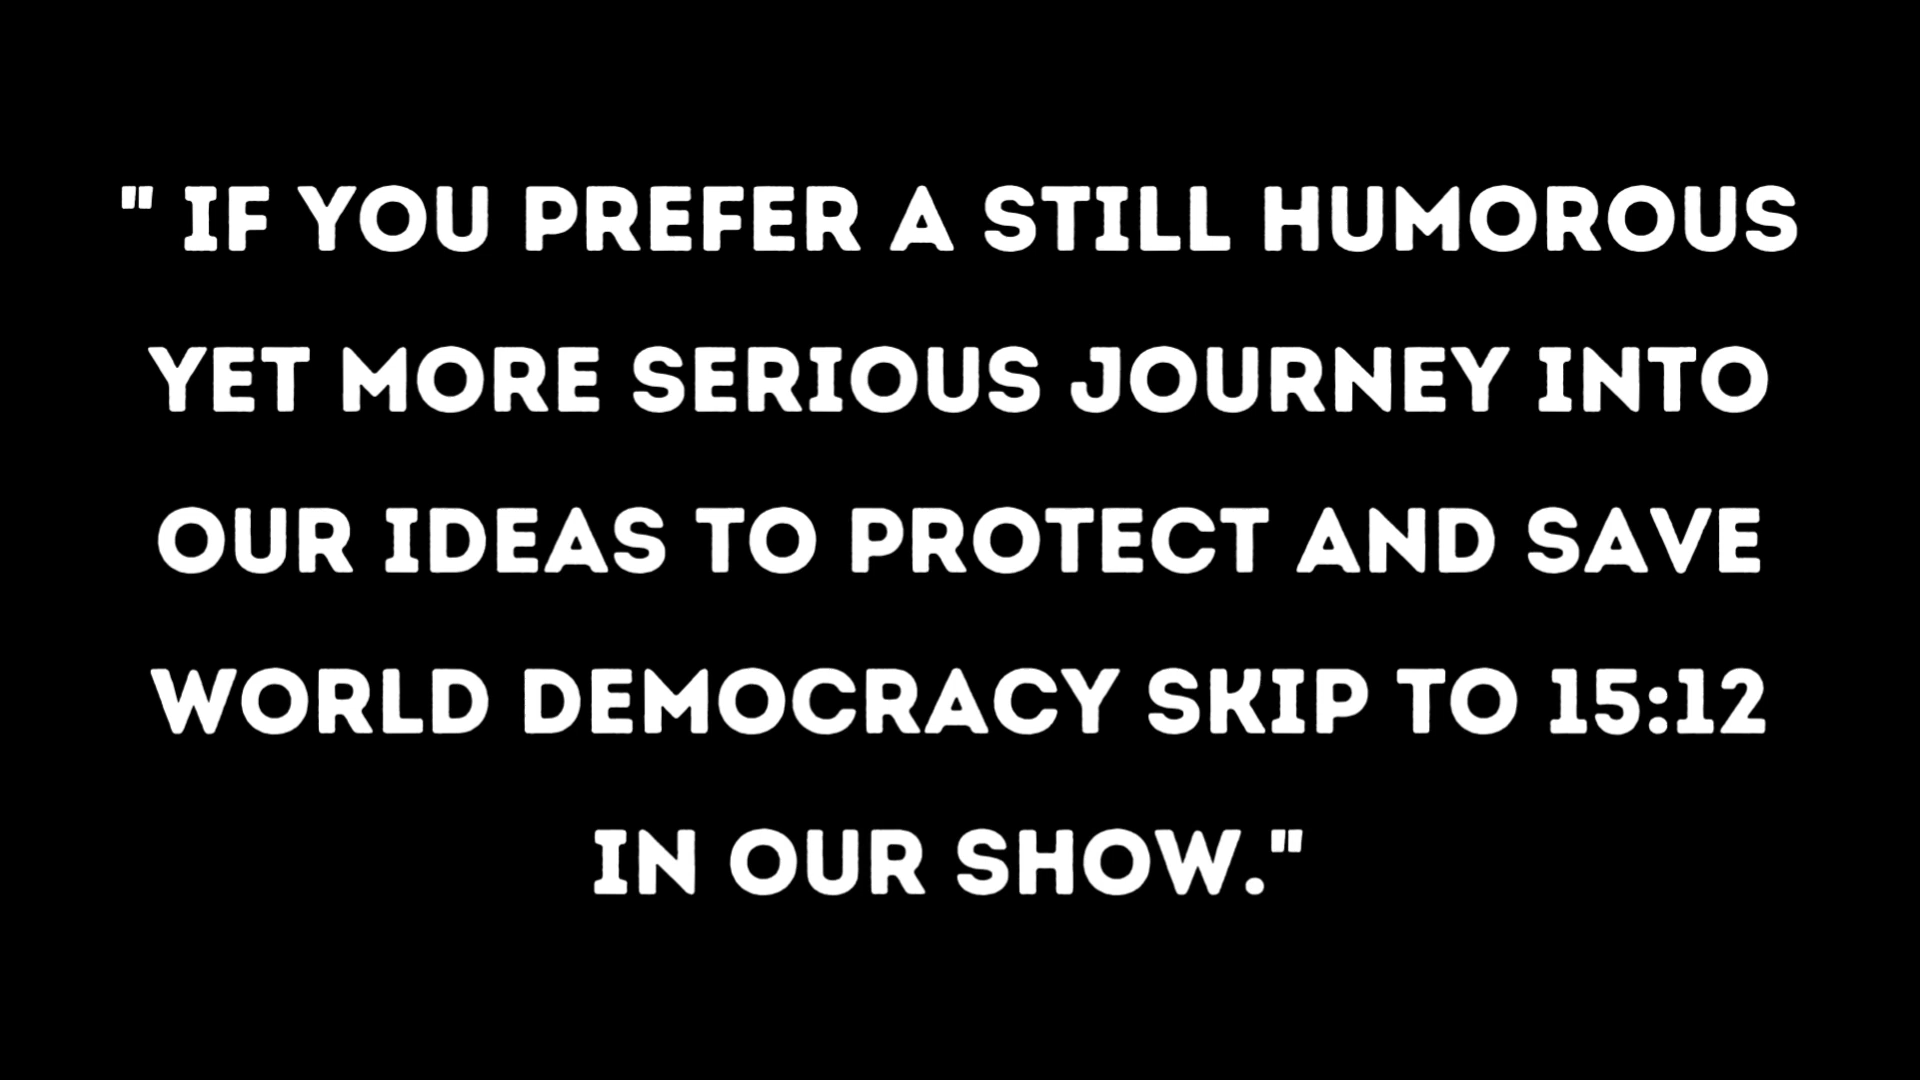 " IF YOU PREFER A STILL HUMOROUS
YET MORE SERIOUS JOURNEY INTO
OUR IDEAS TO PROTECT AND SAVE
WORLD DEMOCRACY SKIP TO 15:12
IN OUR SHOW."